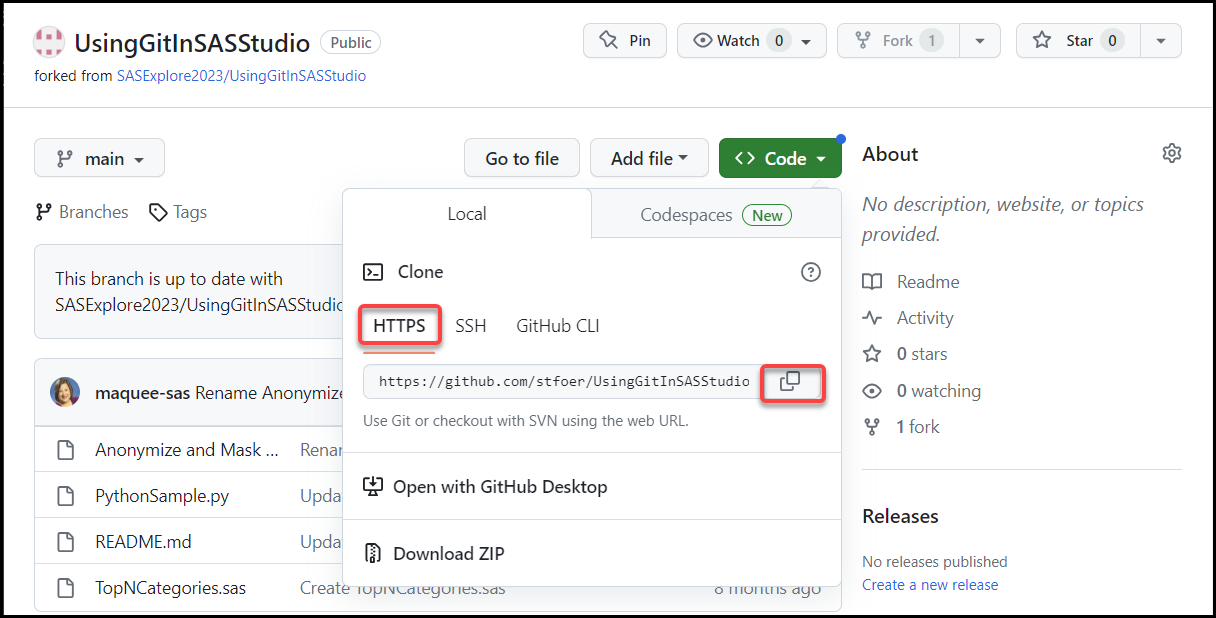 UsingGitInSASStudio Public
Pin
Watch 0
Fork 1
Star 0
forked from SASExplore2023/UsingGitInSASStudio
main
Go to file
Add file
<> Code
Branches
Tags
This branch is up to date with
SASExplore2023/UsingGitInSASStudio
maquee-sas Rename Anonymize
Anonymize and Mask ... Renam
PythonSample.py Upda
README.md Upda
TopNCategories.sas Create TopNCategories.sas 8 months ago
Local
Codespaces New
Clone
HTTPS SSH GitHub CLI
https://github.com/stfoer/UsingGitInSASStudio
Use Git or checkout with SVN using the web URL.
Open with GitHub Desktop
Download ZIP
About
No description, website, or topics
provided.
Readme
Activity
0 stars
0 watching
1 fork
Releases
No releases published
Create a new release